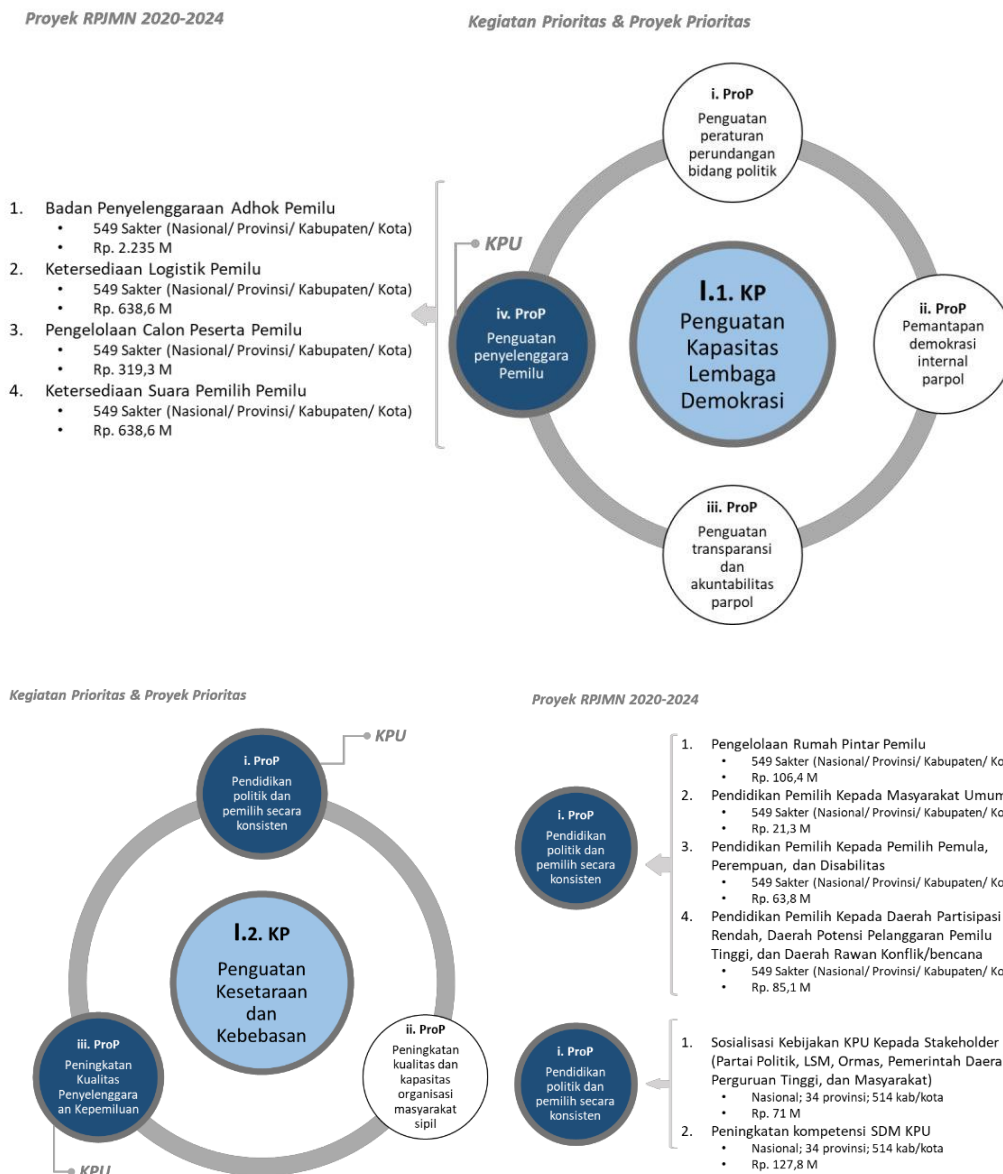 Proyek RPJMN 2020-2024
Kegiatan Prioritas & Proyek Prioritas
1. Badan Penyelenggaraan Adhok Pemilu
• 549 Sakter (Nasional/ Provinsi/ Kabupaten/ Kota)
• Rp. 2.235 M
2. Ketersediaan Logistik Pemilu
• 549 Sakter (Nasional/ Provinsi/ Kabupaten/ Kota)
• Rp. 638,6 M
3. Pengelolaan Calon Peserta Pemilu
• 549 Sakter (Nasional/ Provinsi/ Kabupaten/ Kota)
• Rp. 319,3 M
4. Ketersediaan Suara Pemilih Pemilu
• 549 Sakter (Nasional/ Provinsi/ Kabupaten/ Kota)
• Rp. 638,6 M
KPU
i. ProP
Penguatan
peraturan
perundangan
bidang politik
iv. ProP
Penguatan
penyelenggara
Pemilu
I.1. KP
Penguatan
Kapasitas
Lembaga
Demokrasi
ii. ProP
Pemantapan
demokrasi
internal
parpol
iii. ProP
Penguatan
transparansi
dan
akuntabilitas
parpol
Kegiatan Prioritas & Proyek Prioritas
KPU
i. ProP
Pendidikan
politik dan
pemilih secara
konsisten
I.2. KP
Penguatan
Kesetaraan
dan
Kebebasan
iii. ProP
Peningkatan
Kualitas
Penyelenggara
an Kepemiluan
ii. ProP
Peningkatan
kualitas dan
kapasitas
organisasi
masyarakat
sipil
KPU
Proyek RPJMN 2020-2024
i. ProP
Pendidikan
politik dan
pemilih secara
konsisten
1. Pengelolaan Rumah Pintar Pemilu
• 549 Sakter (Nasional/ Provinsi/ Kabupaten/ Ko
• Rp. 106,4 M
2. Pendidikan Pemilih Kepada Masyarakat Umum
• 549 Sakter (Nasional/ Provinsi/ Kabupaten/ Ko
• Rp. 21,3 M
3. Pendidikan Pemilih Kepada Pemilih Pemula,
Perempuan, dan Disabilitas
• 549 Sakter (Nasional/ Provinsi/ Kabupaten/ Ko
• Rp. 63,8 M
4. Pendidikan Pemilih Kepada Daerah Partisipasi
Rendah, Daerah Potensi Pelanggaran Pemilu
Tinggi, dan Daerah Rawan Konflik/bencana
• 549 Sakter (Nasional/ Provinsi/ Kabupaten/ Ko
• Rp. 85,1 M
i. ProP
Pendidikan
politik dan
pemilih secara
konsisten
1. Sosialisasi Kebijakan KPU Kepada Stakeholder
(Partai Politik, LSM, Ormas, Pemerintah Daera
Perguruan Tinggi, dan Masyarakat)
• Nasional; 34 provinsi; 514 kab/kota
• Rp. 71 M
2. Peningkatan kompetensi SDM KPU
• Nasional; 34 provinsi; 514 kab/kota
• Rp. 127,8 M